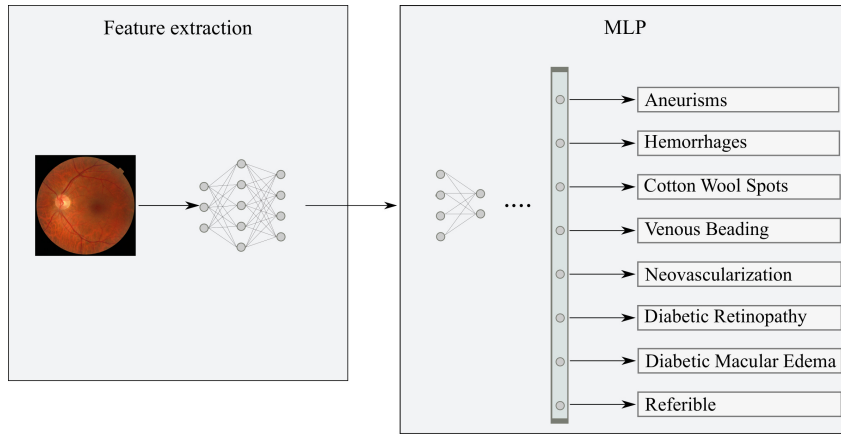 Feature extraction
MLP
Aneurisms
Hemorrhages
Cotton Wool Spots
....
Venous Beading
Neovascularization
Diabetic Retinopathy
Diabetic Macular Edema
Referible